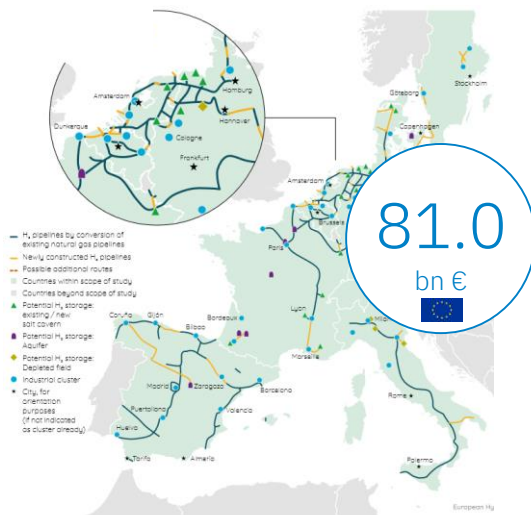 Hamburg
Amsterdam
Hannover
Dunkerque
Cologne
Frankfurt
Stockholm
Göteborg
Copenhagen
Amsterdam
Brussels
Paris
81.0
bn €
H₂ pipelines by conversion of
existing natural gas pipelines
Newly constructed H₂ pipelines
Possible additional routes
Countries within scope of study
Countries beyond scope of study
Potential H₂ storage:
existing / new
salt cavern
Potential H₂ storage:
Aquifer
Potential H₂ storage:
Depleted field
Industrial cluster
City, for
orientation
purposes
(if not indicated
as cluster already)
Lyon
Bordeaux
Marseille
Coruña
Gijón
Bilbao
Zaragoza
Barcelona
Madrid
Puertollano
Valencia
Huelva
Tarifa
Almería
Rome
Palermo
European Hy